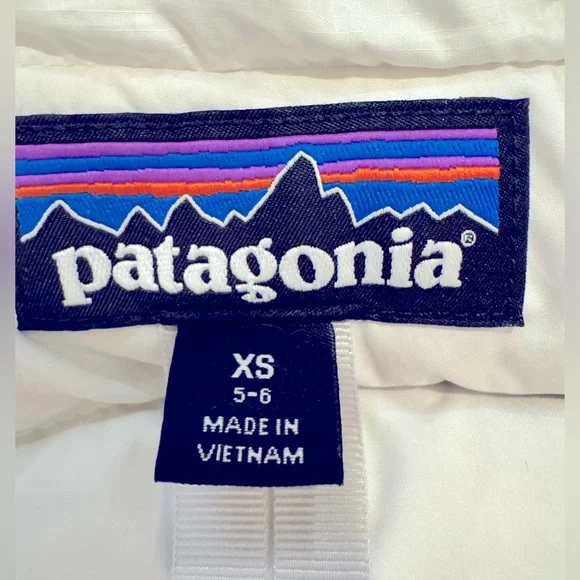 patagonia®
XS
5-6
MADE IN
VIETNAM